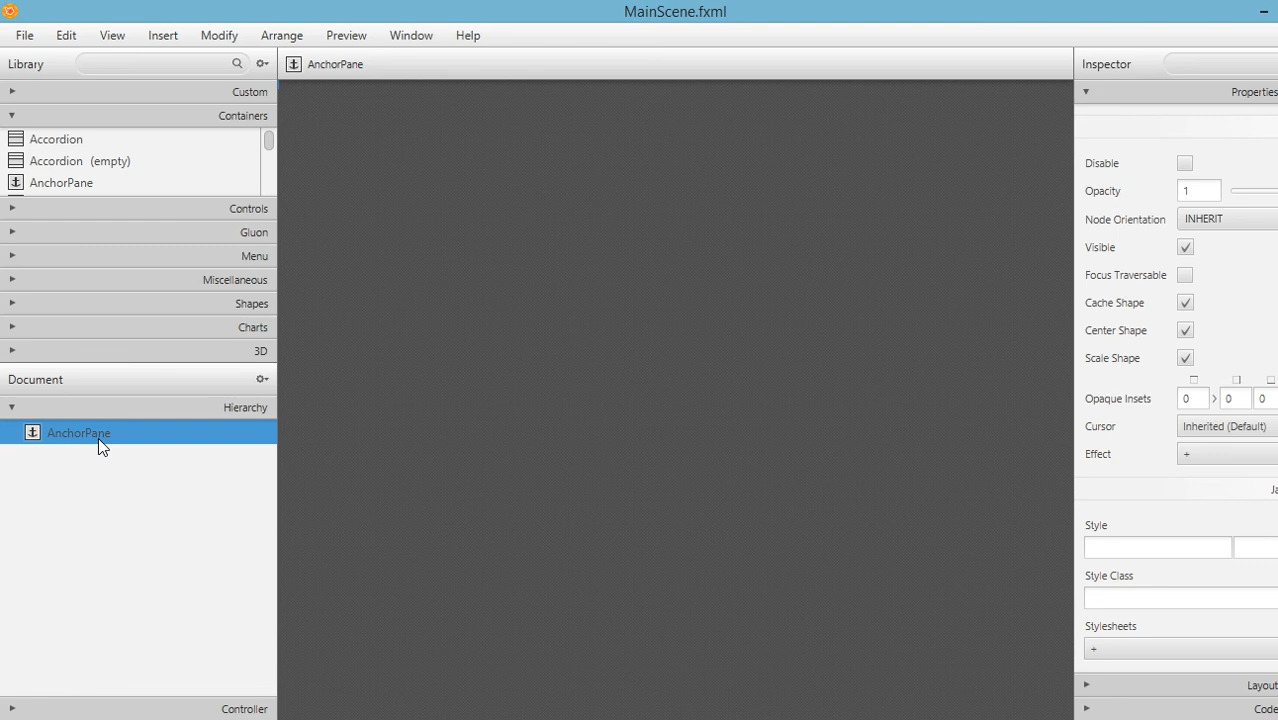 MainScene.fxml
File Edit View Insert Modify Arrange Preview Window Help
Library
Custom
Containers
Accordion
Accordion (empty)
AnchorPane
Controls
Gluon
Menu
Miscellaneous
Shapes
Charts
3D
Document
Hierarchy
AnchorPane
Controller
AnchorPane
Inspector
Properties
Disable
Opacity 1
Node Orientation INHERIT
Visible
Focus Traversable
Cache Shape
Center Shape
Scale Shape
Opaque Insets 0 0 0
Cursor Inherited (Default)
Effect +
Style
Style Class
Stylesheets
+
Layout
Code